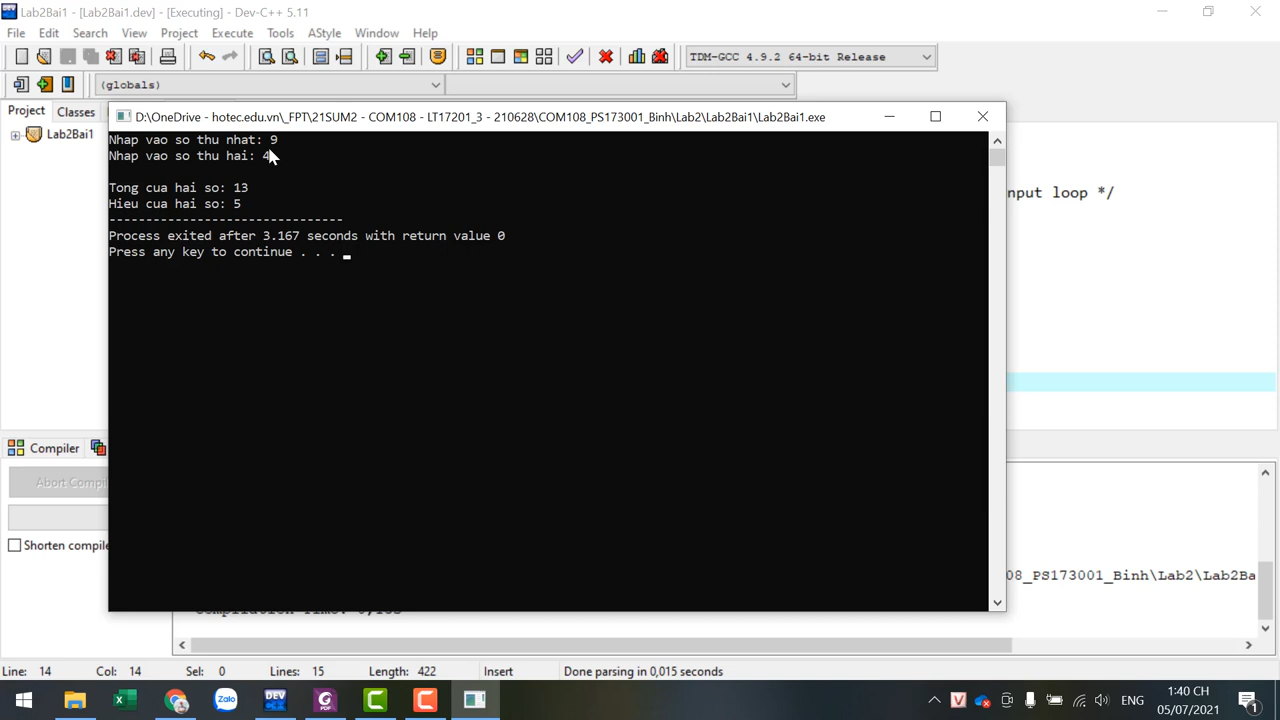 Lab2Bai1 - [Lab2Bai1.dev] - [Executing] - Dev-C++ 5.11
File Edit Search View Project Execute Tools AStyle Window Help
TDM-GCC 4.9.2 64-bit Release
(globals)
Project Classes
D:\OneDrive - hotec.edu.vn\_FPT\21SUM2 - COM108 - LT17201_3 - 210628\COM108_PS173001_Binh\Lab2\Lab2Bai1\Lab2Bai1.exe
Lab2Bai1
Nhap vao so thu nhat: 9
Nhap vao so thu hai: 4
Tong cua hai so: 13
nput loop */
Hieu cua hai so: 5
--------------------------------
Process exited after 3.167 seconds with return value 0
Press any key to continue . . .
Compiler
Abort Compil
Shorten compile
08_PS173001_Binh\Lab2\Lab2Ba
Line: 14 Col: 14 Sel: 0 Lines: 15 Length: 422 Insert Done parsing in 0,015 seconds
DEV
PDF
Zalo
ENG
1:40 CH
05/07/2021
1